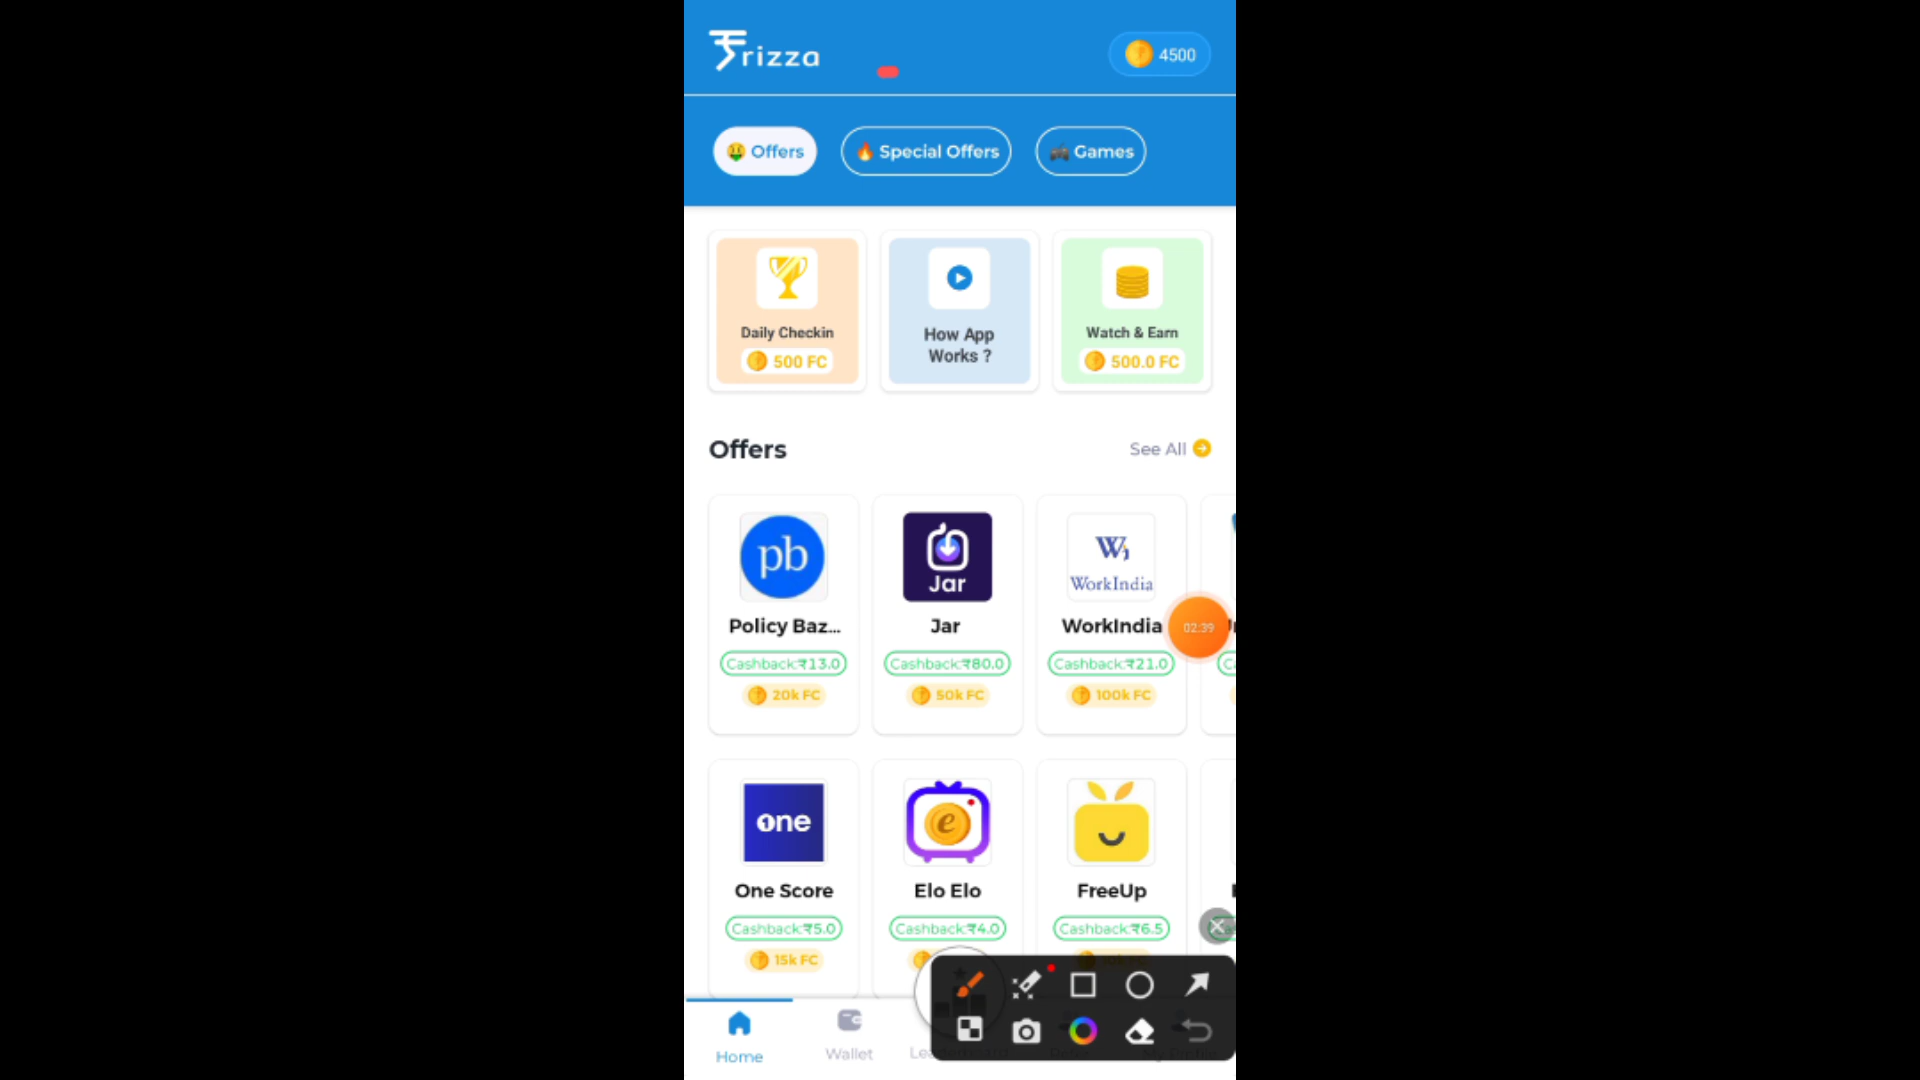 ₹rizza
4500
Offers
Special Offers
Games
Daily Checkin
500 FC
How App
Works ?
Watch & Earn
500.0 FC
Offers
See All
pb
Jar
WorkIndia
Policy Baz...
Jar
WorkIndia
02:39
Cashback:₹13.0
Cashback:₹80.0
Cashback:₹21.0
20k FC
50k FC
100k FC
one
e
One Score
Elo Elo
FreeUp
Cashback:₹5.0
Cashback:₹4.0
Cashback:₹6.5
15k FC
Home
Wallet